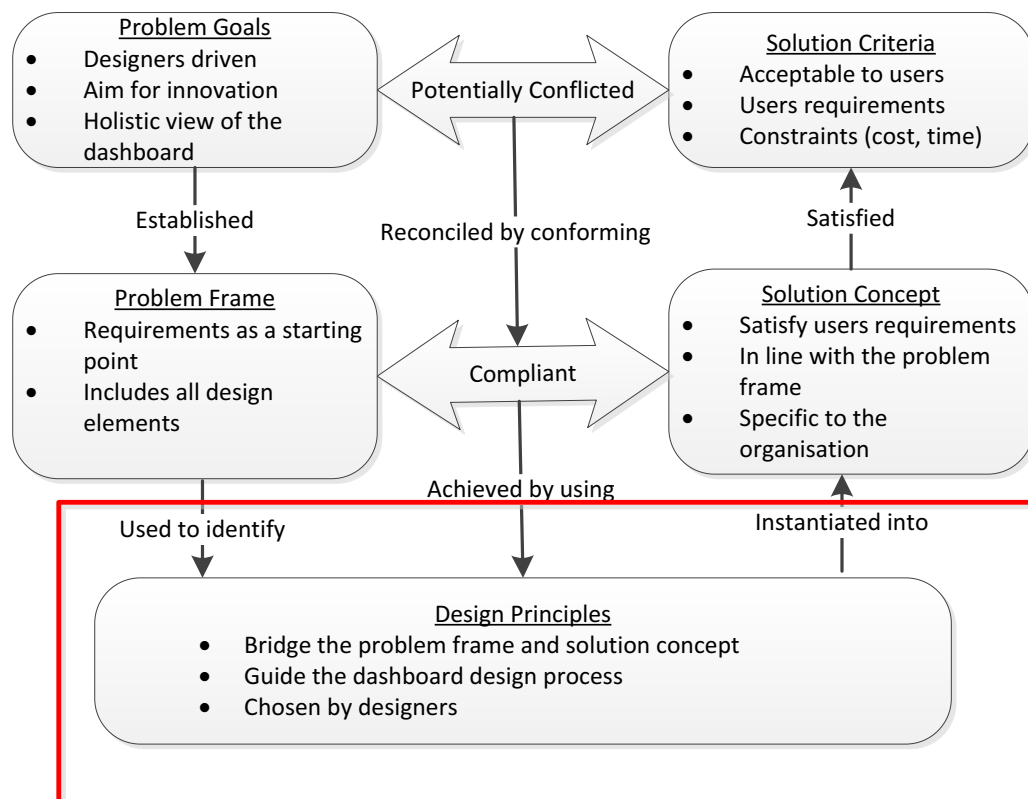 Problem Goals
• Designers driven
• Aim for innovation
• Holistic view of the
dashboard
Potentially Conflicted
Solution Criteria
• Acceptable to users
• Users requirements
• Constraints (cost, time)
Established
Reconciled by conforming
Satisfied
Problem Frame
• Requirements as a starting
point
• Includes all design
elements
Compliant
Solution Concept
• Satisfy users requirements
• In line with the problem
frame
• Specific to the
organisation
Used to identify
Achieved by using
Instantiated into
Design Principles
• Bridge the problem frame and solution concept
• Guide the dashboard design process
• Chosen by designers